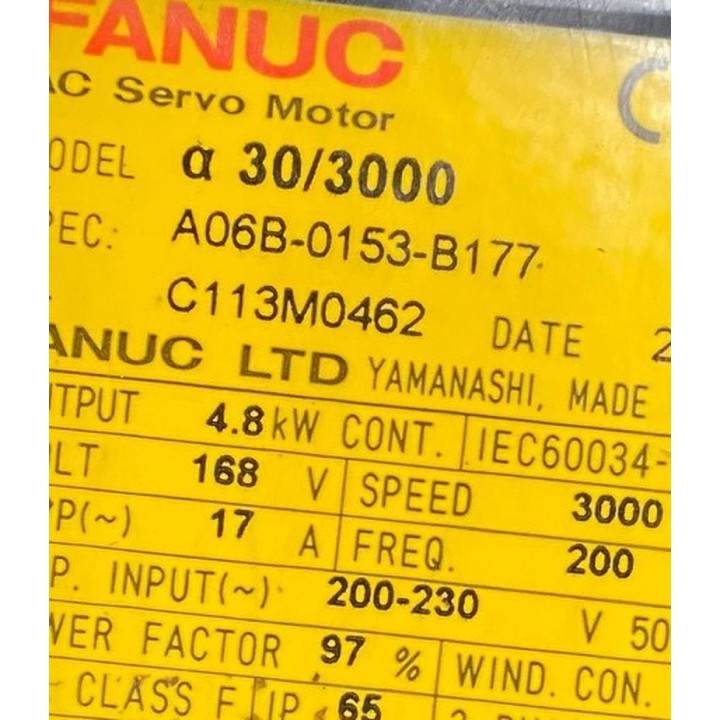 FANUC
AC Servo Motor
ODEL α 30/3000
PEC: A06B-0153-B177
C113M0462 DATE 2
ANUC LTD YAMANASHI, MADE
TPUT 4.8 kW CONT. IEC60034-
LT 168 V SPEED 3000
P(~) 17 A FREQ. 200
P. INPUT(~) 200-230 V 50
WER FACTOR 97 % WIND. CON.
CLASS F IP 65